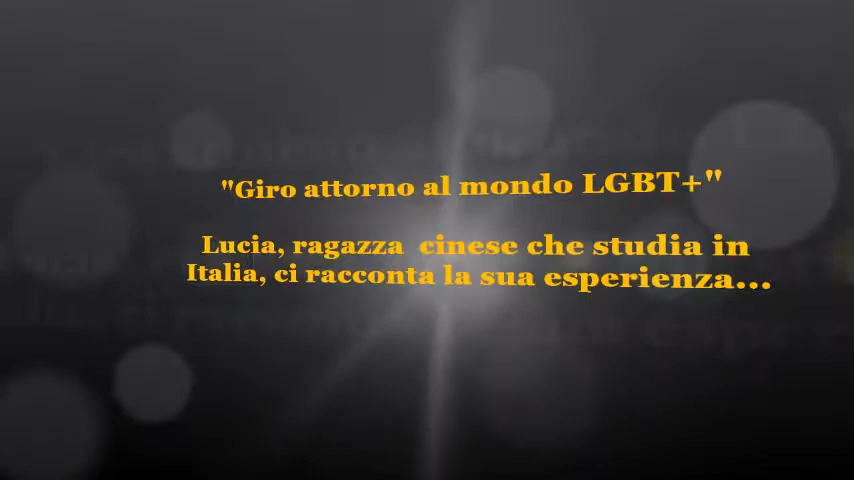 "Giro attorno al mondo LGBT+"
Lucia, ragazza cinese che studia in
Italia, ci racconta la sua esperienza...